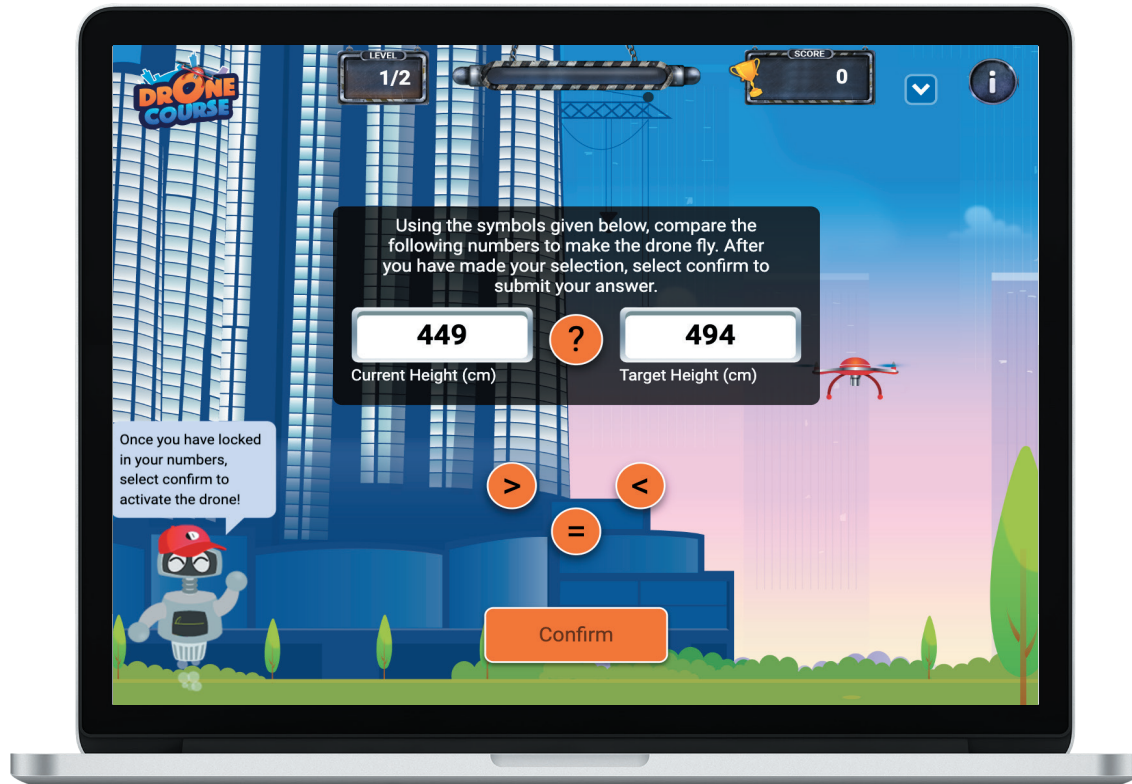 DRONE
COURSE
LEVEL
1/2
SCORE
0
i
Using the symbols given below, compare the
following numbers to make the drone fly. After
you have made your selection, select confirm to
submit your answer.
449
?
494
Current Height (cm)
Target Height (cm)
Once you have locked
in your numbers,
select confirm to
activate the drone!
>
<
=
Confirm